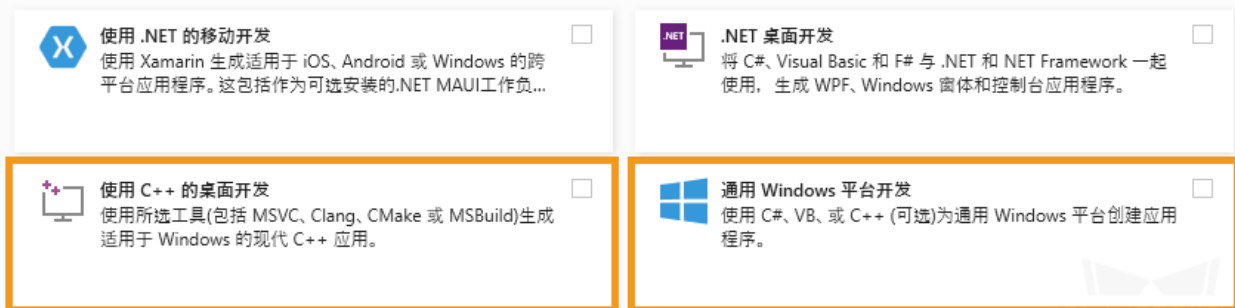 使用 .NET 的移动开发
使用 Xamarin 生成适用于 iOS、Android 或 Windows 的跨
平台应用程序。这包括作为可选安装的.NET MAUI工作负...
.NET
.NET 桌面开发
将 C#、Visual Basic 和 F# 与 .NET 和 NET Framework 一起
使用，生成 WPF、Windows 窗体和控制台应用程序。
使用 C++ 的桌面开发
使用所选工具(包括 MSVC、Clang、CMake 或 MSBuild)生成
适用于 Windows 的现代 C++ 应用。
通用 Windows 平台开发
使用 C#、VB、或 C++ (可选)为通用 Windows 平台创建应用
程序。